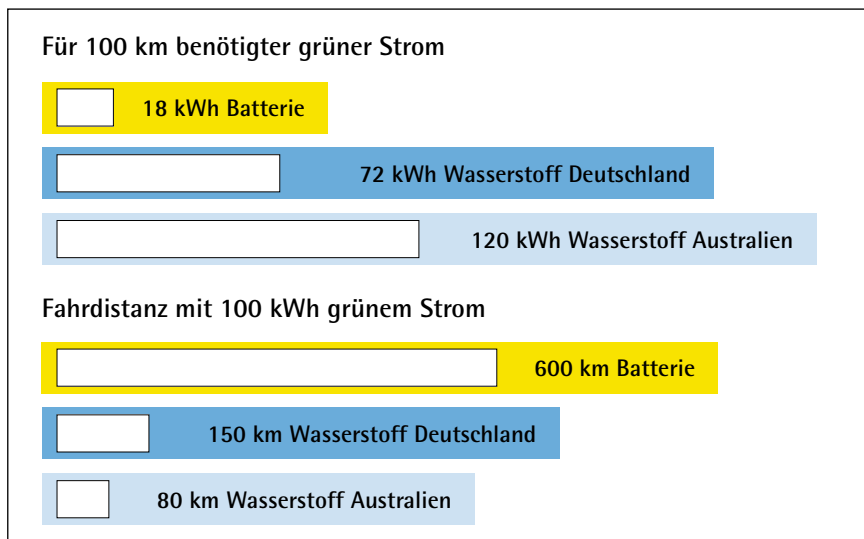 Für 100 km benötigter grüner Strom
18 kWh Batterie
72 kWh Wasserstoff Deutschland
120 kWh Wasserstoff Australien
Fahrdistanz mit 100 kWh grünem Strom
600 km Batterie
150 km Wasserstoff Deutschland
80 km Wasserstoff Australien